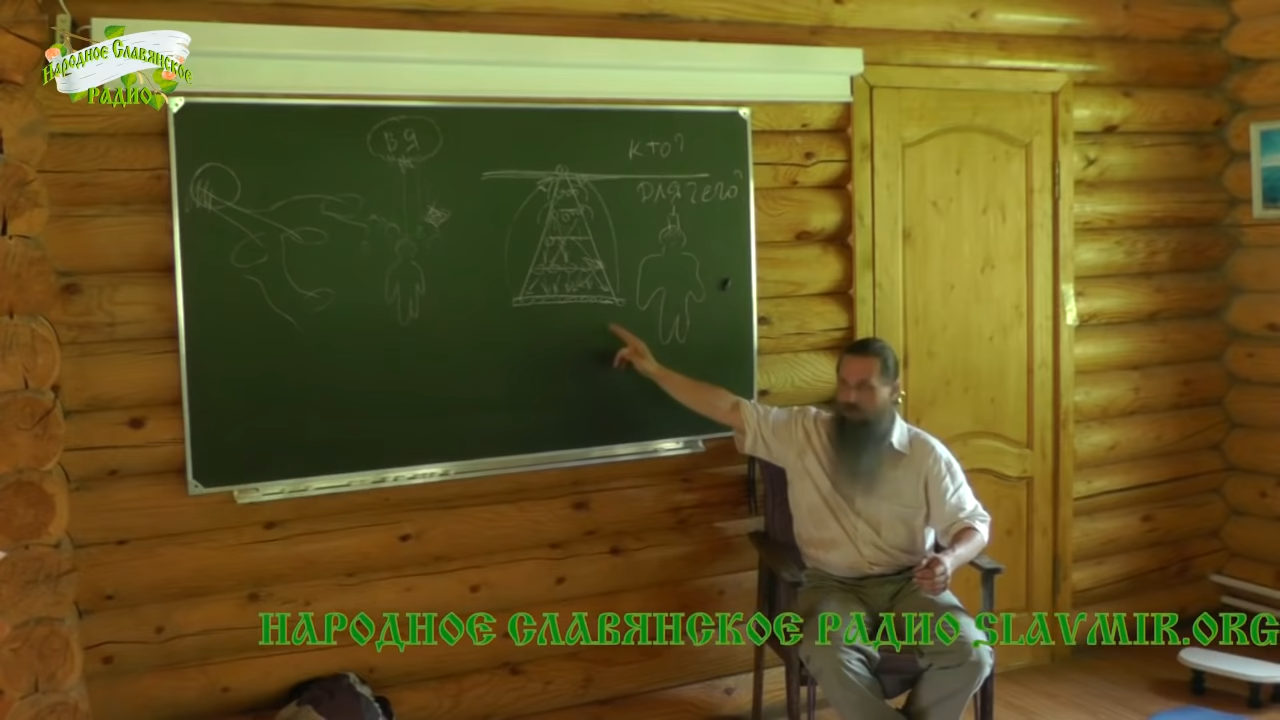 Народное Славянское
Радио
В Я
КТО?
ДЛЯ ЧЕГО?
НАРОДНОЕ СЛАВЯНСКОЕ РАДИО SLAVMIR.ORG